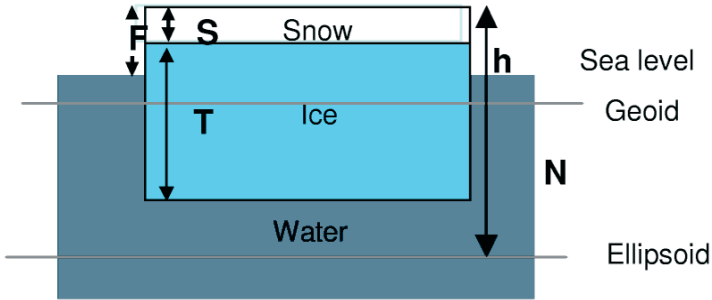 F
S
Snow
h
Sea level
Geoid
T
Ice
N
Water
Ellipsoid